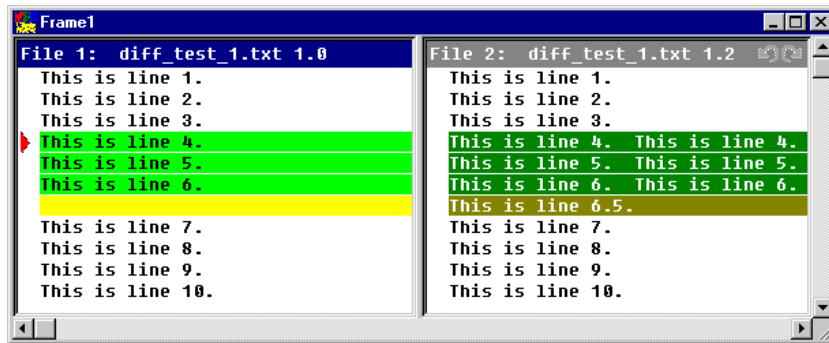 Frame1
File 1:  diff_test_1.txt 1.0
This is line 1.
This is line 2.
This is line 3.
This is line 4.
This is line 5.
This is line 6.
This is line 7.
This is line 8.
This is line 9.
This is line 10.
File 2:  diff_test_1.txt 1.2
This is line 1.
This is line 2.
This is line 3.
This is line 4.  This is line 4.
This is line 5.  This is line 5.
This is line 6.  This is line 6.
This is line 6.5.
This is line 7.
This is line 8.
This is line 9.
This is line 10.